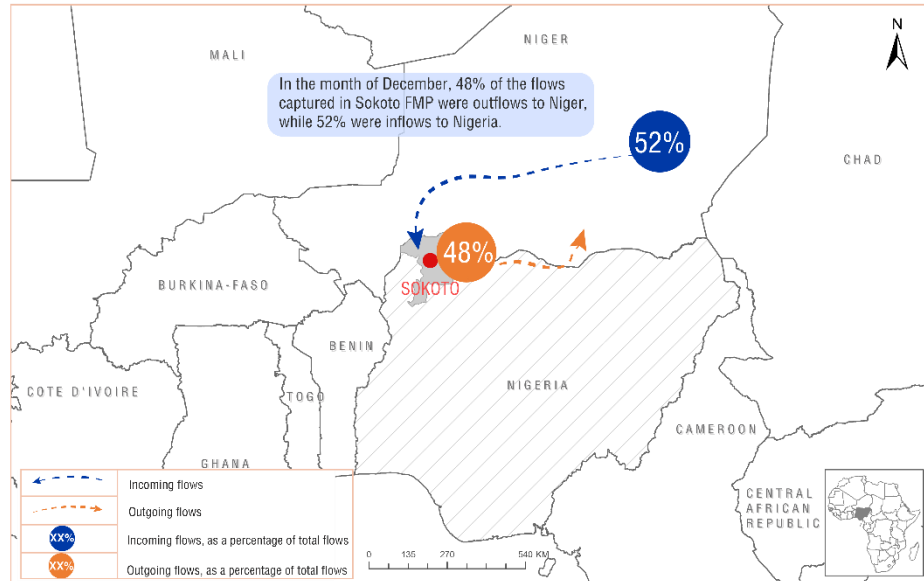 N
NIGER
MALI
In the month of December, 48% of the flows
captured in Sokoto FMP were outflows to Niger,
while 52% were inflows to Nigeria.
52%
CHAD
48%
SOKOTO
BURKINA-FASO
BENIN
NIGERIA
COTE D'IVOIRE
TOGO
CAMEROON
GHANA
CENTRAL
AFRICAN
REPUBLIC
Incoming flows
Outgoing flows
XX% Incoming flows, as a percentage of total flows
XX% Outgoing flows, as a percentage of total flows
0 135 270 540 KM